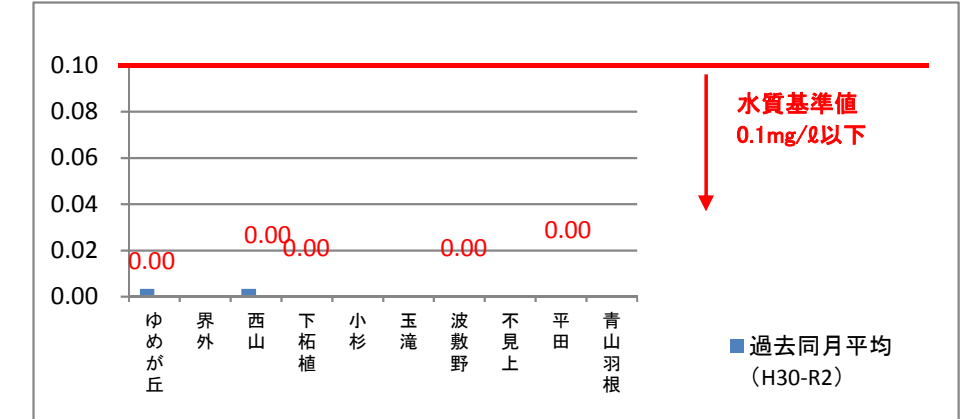 0.10
0.08
0.06
0.04
0.02
0.00
水質基準値
0.1mg/ℓ以下
0.00
0.00
0.00
0.00
0.00
ゆめが丘
界外
西山
下柘植
小杉
玉滝
波敷野
不見上
平田
青山羽根
過去同月平均
（H30-R2）